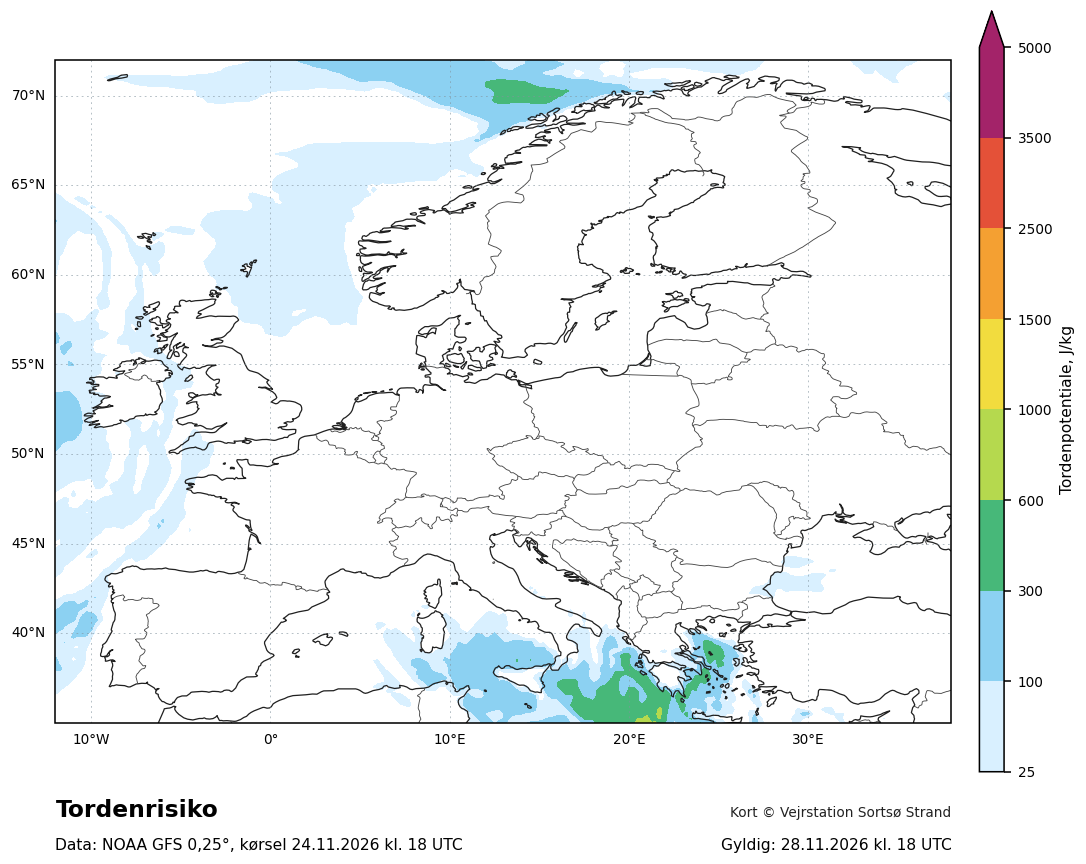 5000
3500
2500
1500
1000
600
300
100
25
Tordenpotentiale, J/kg
70°N
65°N
60°N
55°N
50°N
45°N
40°N
10°W
0°
10°E
20°E
30°E
Tordenrisiko
Kort © Vejrstation Sortsø Strand
Data: NOAA GFS 0,25°, kørsel 24.11.2026 kl. 18 UTC
Gyldig: 28.11.2026 kl. 18 UTC